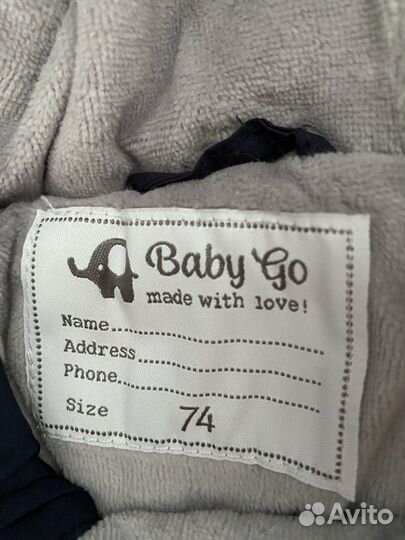 Baby Go
made with love!
Name
Address
Phone
Size 74
Avito